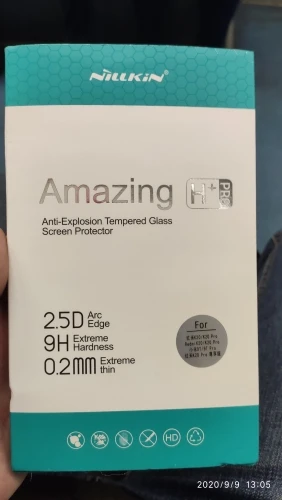 NILLKIN
Amazing H+ PRO
Anti-Explosion Tempered Glass
Screen Protector
2.5D Arc Edge
9H Extreme Hardness
0.2mm Extreme thin
For
HD
2020/9/9 13:05